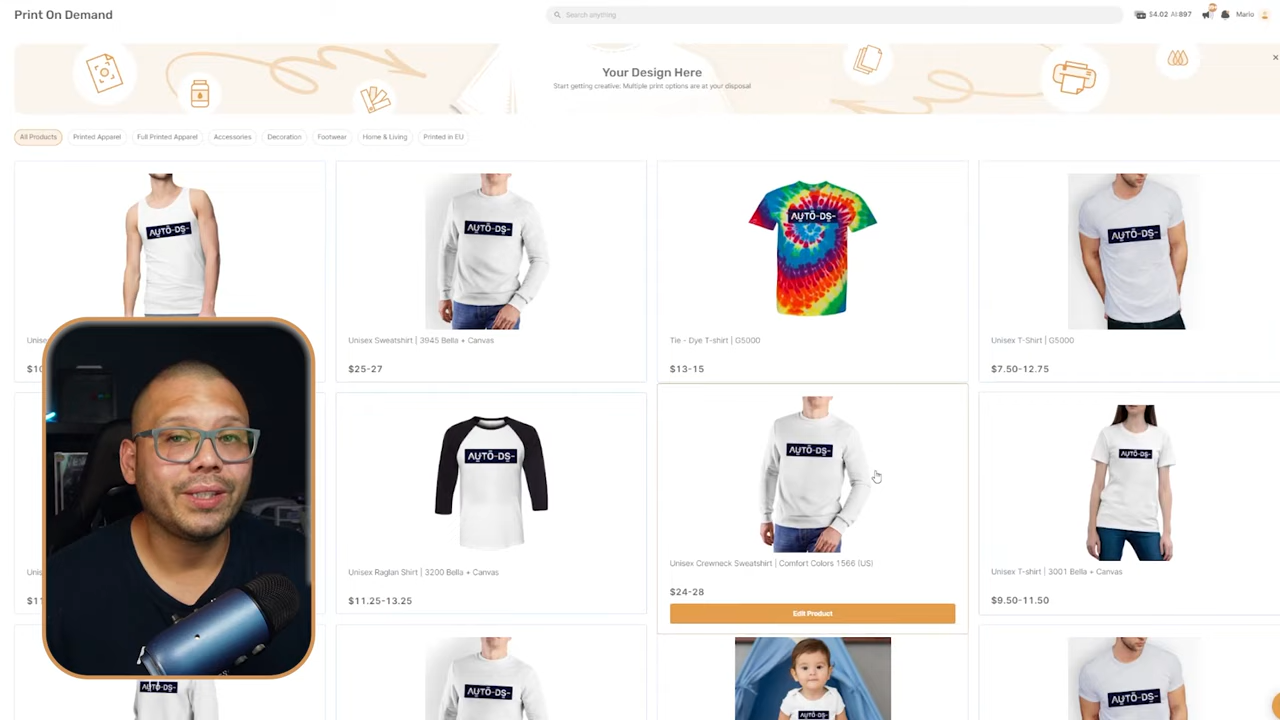 Print On Demand
Search anything
$4.02 AI 897
Mario
Your Design Here
Start getting creative: Multiple print options are at your disposal
All Products
Printed Apparel
Full Printed Apparel
Accessories
Decoration
Footwear
Home & Living
Printed in EU
AUTO-DS-
AUTO-DS-
AUTO-DS-
AUTO-DS-
Unisex Sweatshirt | 3945 Bella + Canvas
Tie - Dye T-shirt | G5000
Unisex T-Shirt | G5000
$25-27
$13-15
$7.50-12.75
AUTO-DS-
AUTO-DS-
AUTO-DS-
Unisex Raglan Shirt | 3200 Bella + Canvas
Unisex Crewneck Sweatshirt | Comfort Colors 1566 (US)
Unisex T-shirt | 3001 Bella + Canvas
$11.25-13.25
$24-28
$9.50-11.50
Edit Product
AUTO-DS-
AUTO-DS-
AUTO-DS-
AUTO-DS-